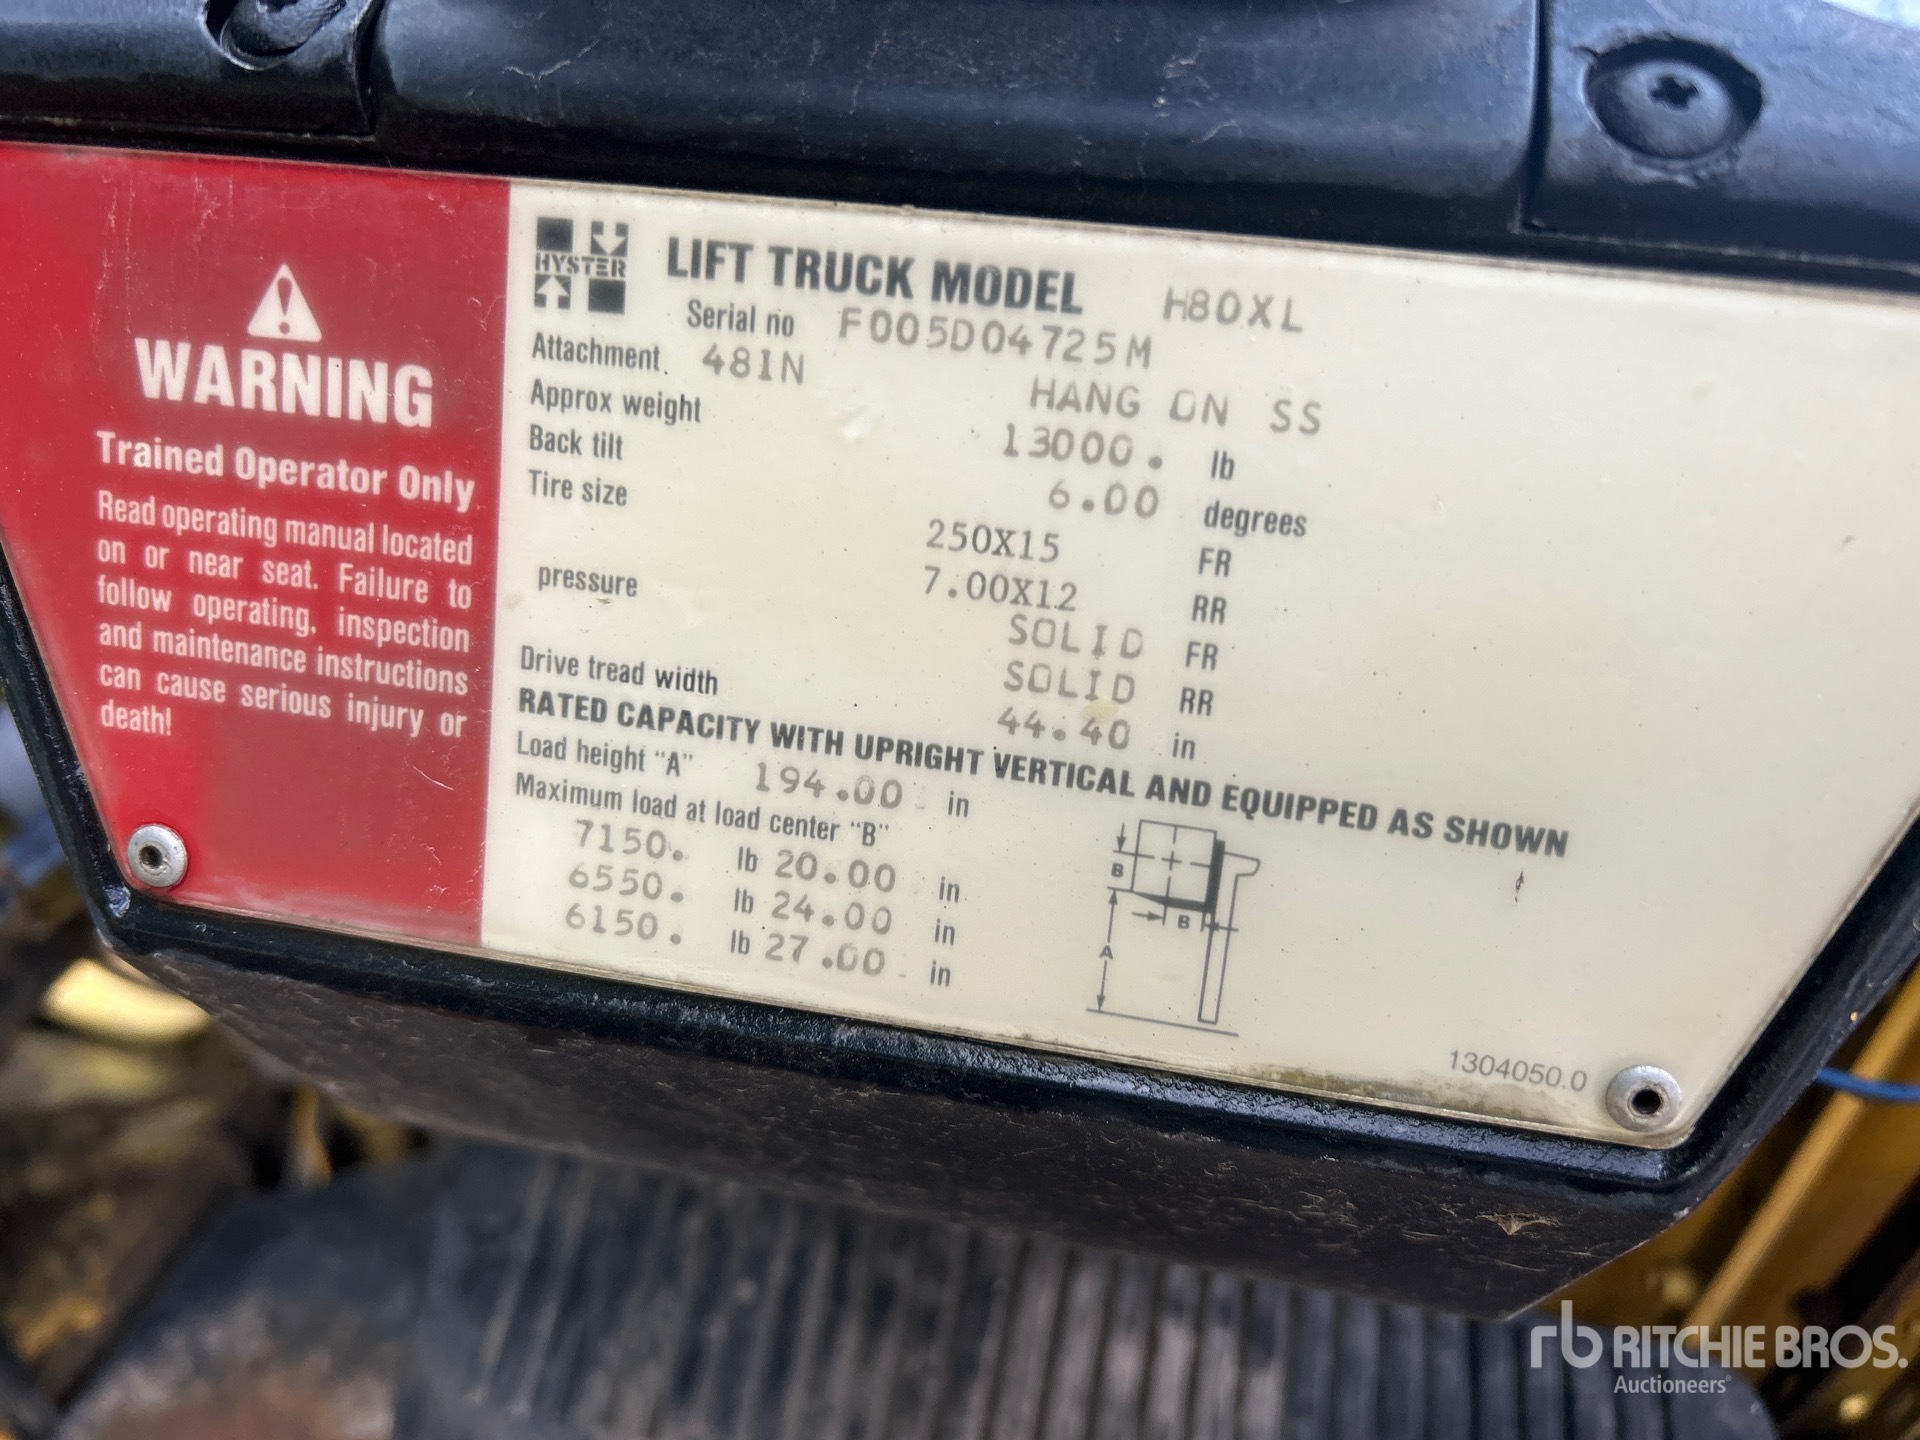 WARNING
Trained Operator Only
Read operating manual located
on or near seat. Failure to
follow operating, inspection
and maintenance instructions
can cause serious injury or
death!
HYSTER
LIFT TRUCK MODEL H80XL
Serial no F005D04725M
Attachment 48IN HANG ON SS
Approx weight 13000. lb
Back tilt 6.00 degrees
Tire size 250X15 FR
7.00X12 RR
pressure SOLID FR
SOLID RR
Drive tread width 44.40 in
RATED CAPACITY WITH UPRIGHT VERTICAL AND EQUIPPED AS SHOWN
Load height "A" 194.00 in
Maximum load at load center "B"
7150. lb 20.00 in
6550. lb 24.00 in
6150. lb 27.00 in
B
B
A
1304050.0
rb RITCHIE BROS.
Auctioneers